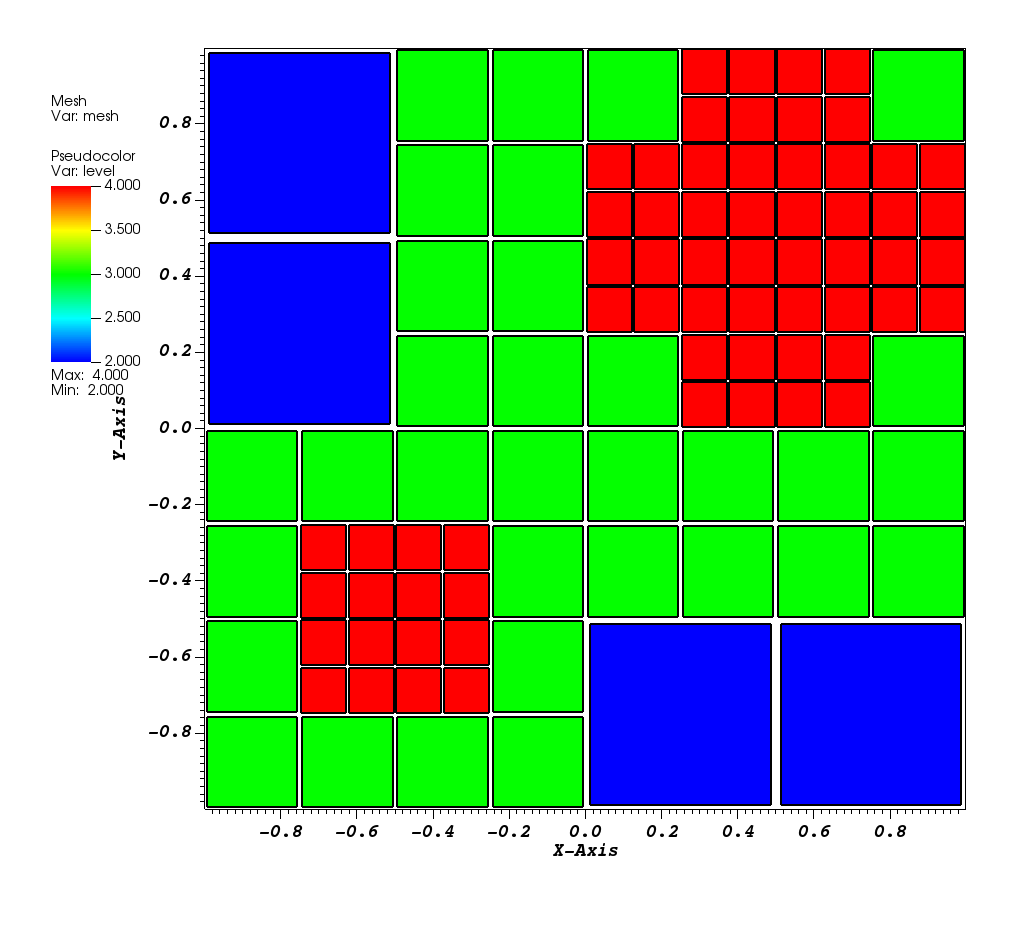 Mesh
Var: mesh
Pseudocolor
Var: level
4.000
3.500
3.000
2.500
2.000
Max: 4.000
Min: 2.000
Y-Axis
0.8
0.6
0.4
0.2
0.0
-0.2
-0.4
-0.6
-0.8
-0.8 -0.6 -0.4 -0.2 0.0 0.2 0.4 0.6 0.8
X-Axis